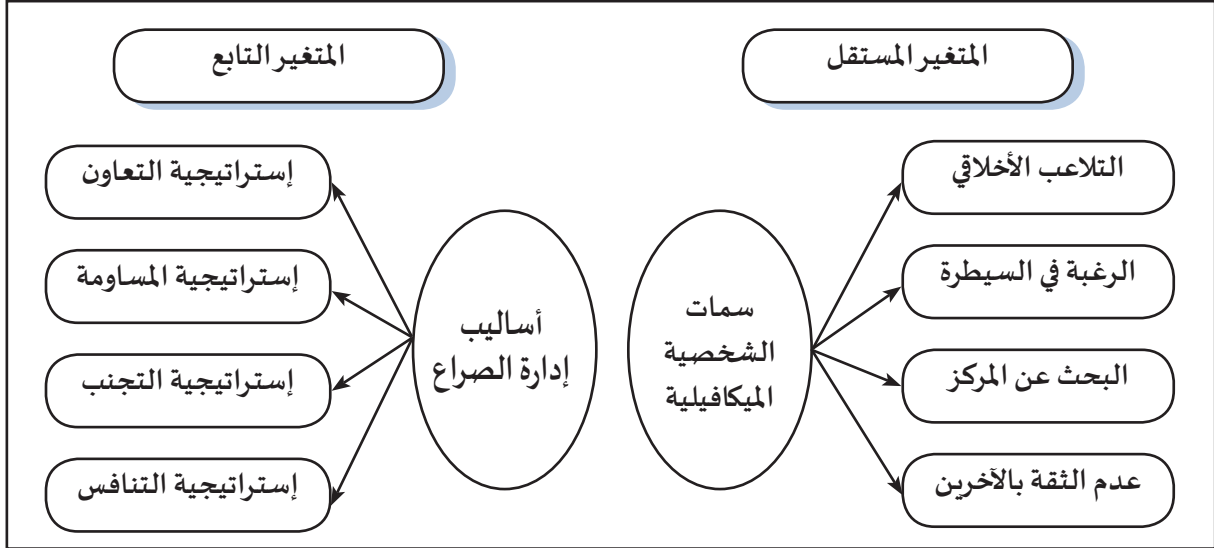 المتغير المستقل
المتغير التابع
التلاعب الأخلاقي
الرغبة في السيطرة
البحث عن المركز
عدم الثقة بالآخرين
سمات
الشخصية
الميكافيلية
أساليب
إدارة الصراع
إستراتيجية التعاون
إستراتيجية المساومة
إستراتيجية التجنب
إستراتيجية التنافس